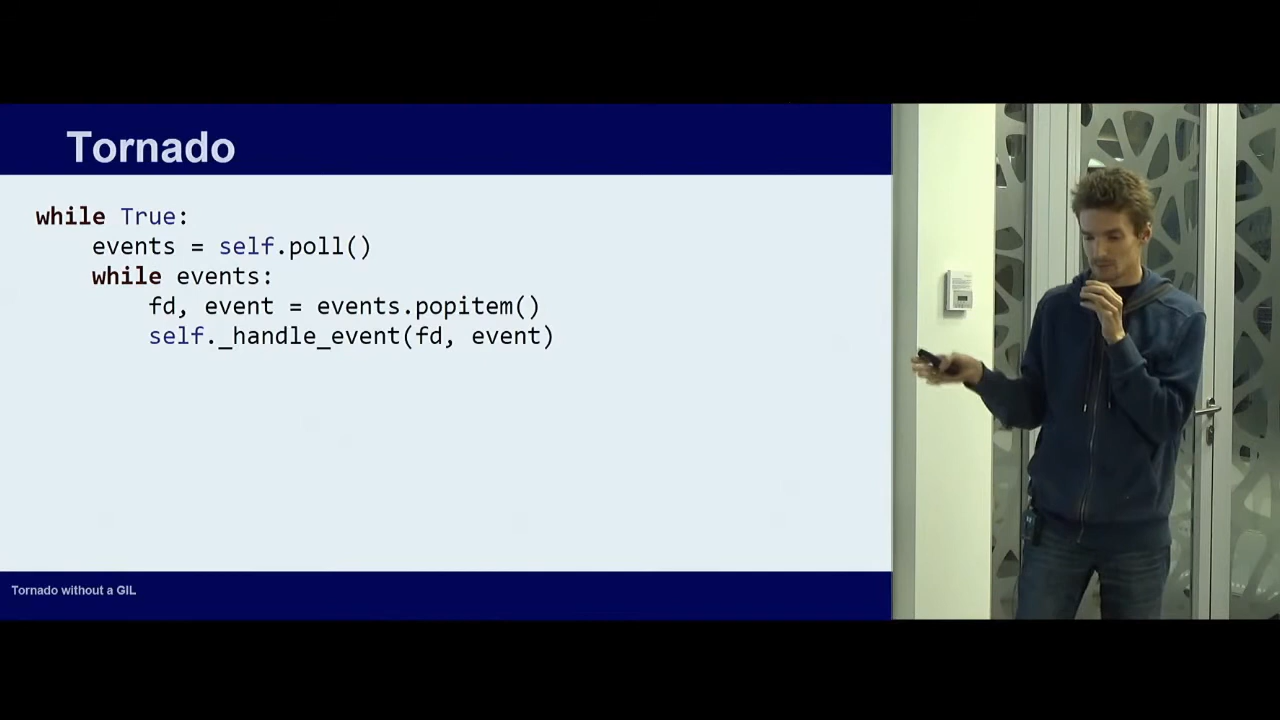 Tornado
while True:
    events = self.poll()
    while events:
        fd, event = events.popitem()
        self._handle_event(fd, event)
Tornado without a GIL